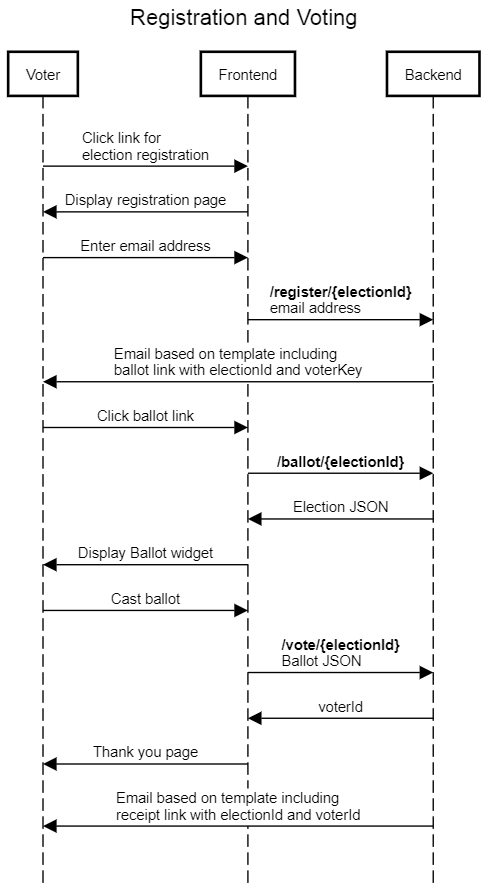 Registration and Voting
Voter
Frontend
Backend
Click link for
election registration
Display registration page
Enter email address
/register/{electionId}
email address
Email based on template including
ballot link with electionId and voterKey
Click ballot link
/ballot/{electionId}
Election JSON
Display Ballot widget
Cast ballot
/vote/{electionId}
Ballot JSON
voterId
Thank you page
Email based on template including
receipt link with electionId and voterId